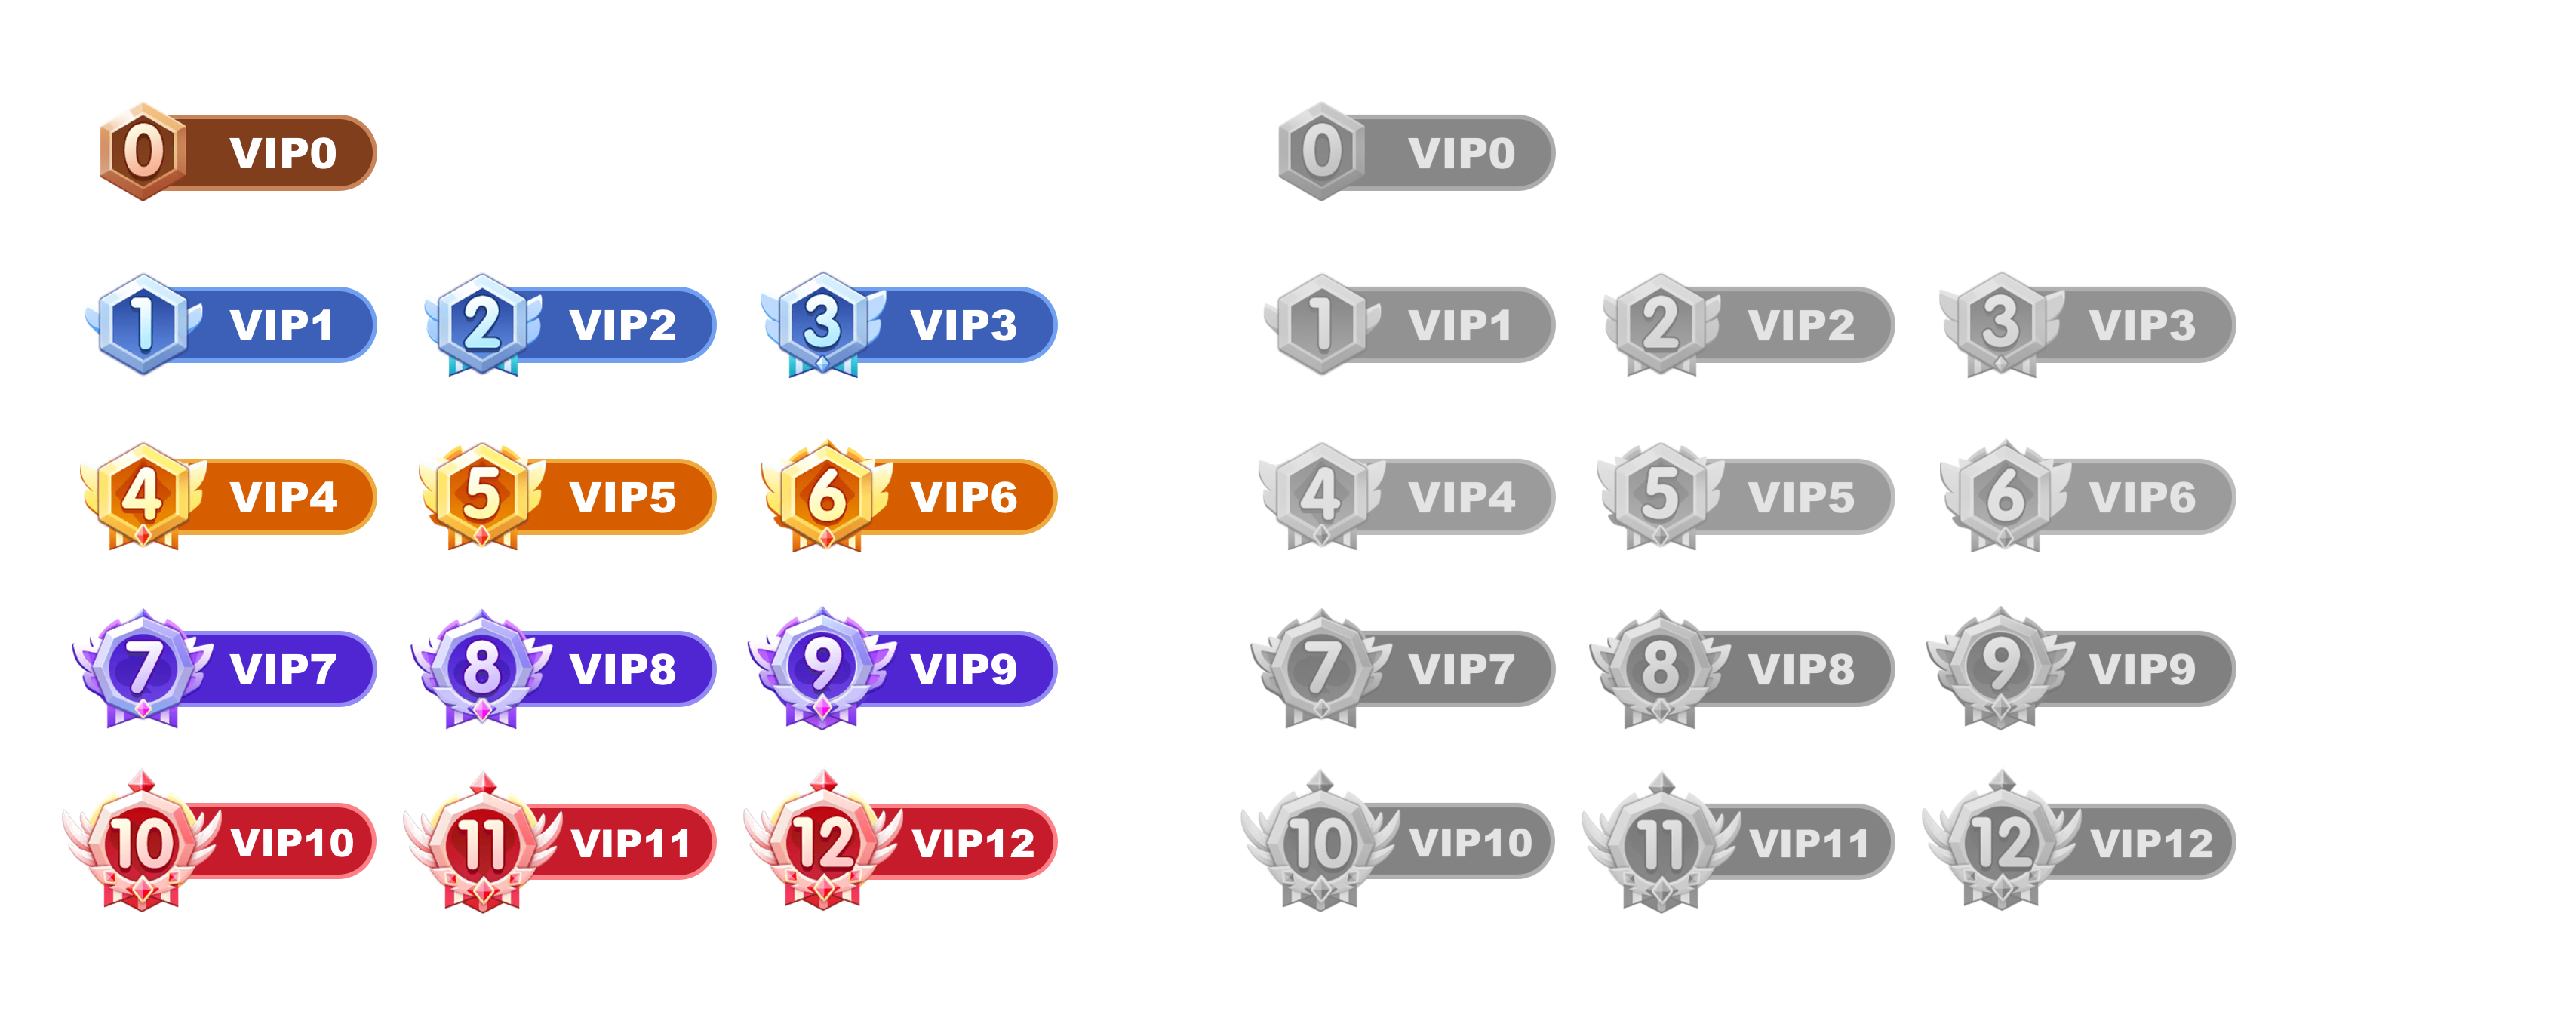 0 VIP0 0 VIP0
1 VIP1 2 VIP2 3 VIP3 1 VIP1 2 VIP2 3 VIP3
4 VIP4 5 VIP5 6 VIP6 4 VIP4 5 VIP5 6 VIP6
7 VIP7 8 VIP8 9 VIP9 7 VIP7 8 VIP8 9 VIP9
10 VIP10 11 VIP11 12 VIP12 10 VIP10 11 VIP11 12 VIP12